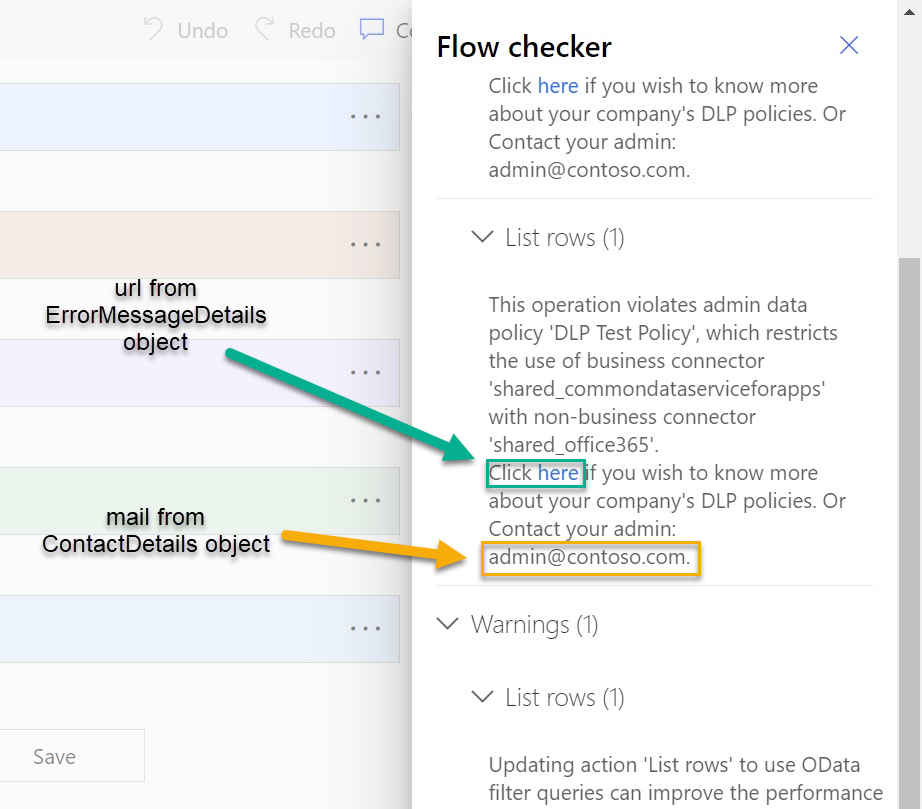 Undo
Redo
Co
Flow checker
Click here if you wish to know more
about your company's DLP policies. Or
Contact your admin:
admin@contoso.com.
List rows (1)
url from
ErrorMessageDetails
object
This operation violates admin data
policy 'DLP Test Policy', which restricts
the use of business connector
'shared_commondataserviceforapps'
with non-business connector
'shared_office365'.
Click here if you wish to know more
about your company's DLP policies. Or
Contact your admin:
admin@contoso.com.
mail from
ContactDetails object
Warnings (1)
List rows (1)
Save
Updating action 'List rows' to use OData
filter queries can improve the performance